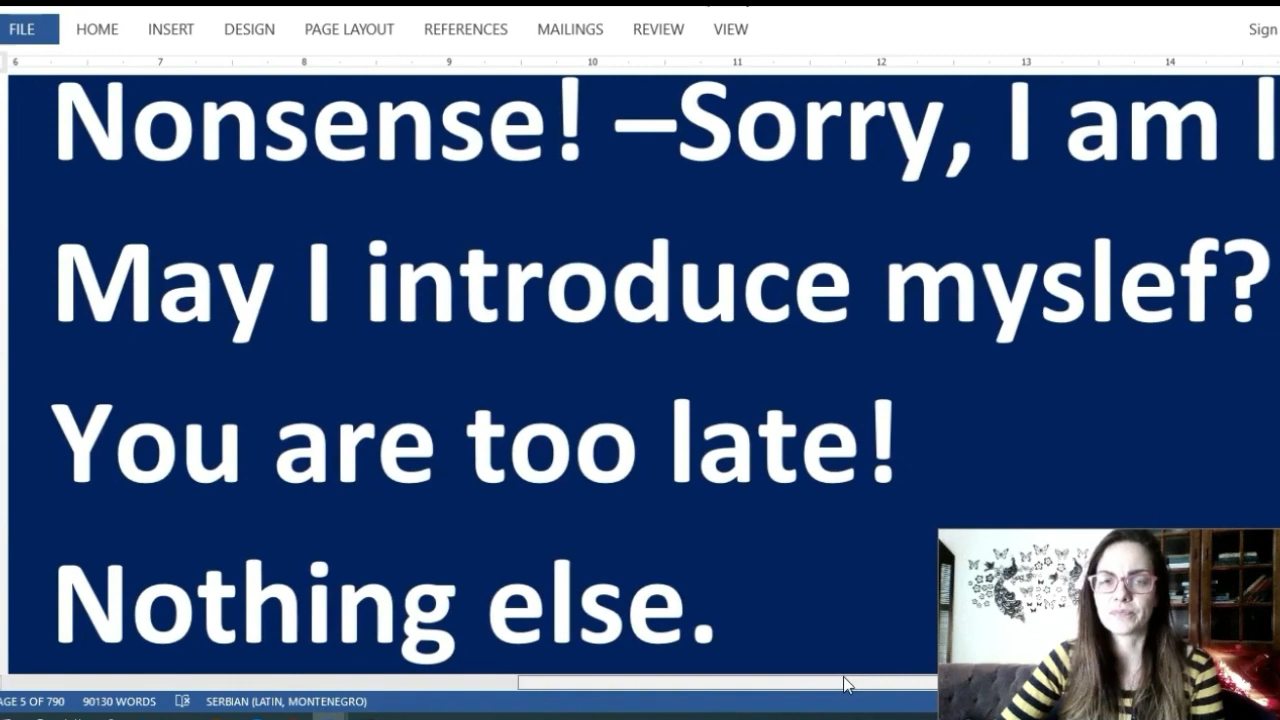 FILE HOME INSERT DESIGN PAGE LAYOUT REFERENCES MAILINGS REVIEW VIEW Sign
6 7 8 9 10 11 12 13 14
Nonsense! –Sorry, I am
May I introduce myslef?
You are too late!
Nothing else.
AGE 5 OF 790 90130 WORDS SERBIAN (LATIN, MONTENEGRO)